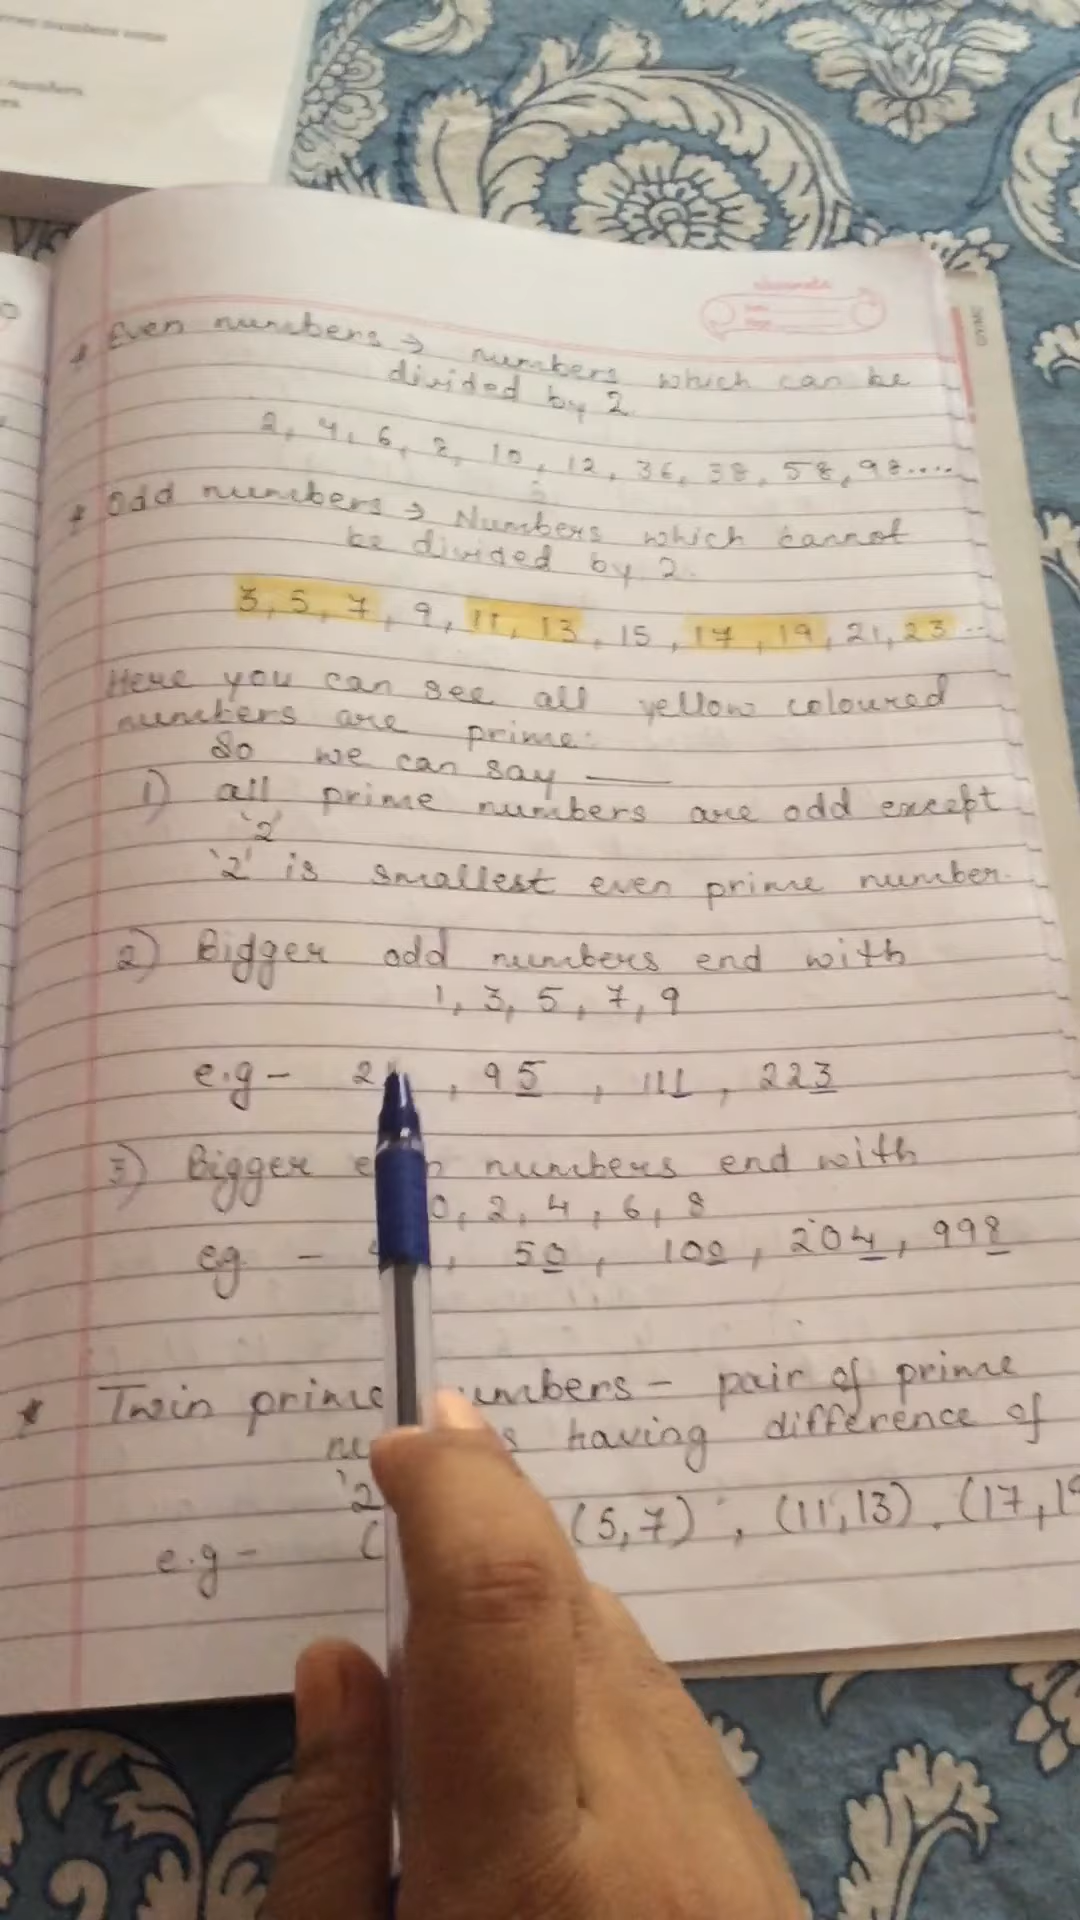 numbers
* Even numbers → numbers which can be
divided by 2.
2, 4, 6, 8, 10, 12, 36, 38, 58, 98....
* Odd numbers → Numbers which cannot
be divided by 2.
3, 5, 7, 9, 11, 13, 15, 17, 19, 21, 23...
Here you can see all yellow coloured
numbers are prime.
So we can say —
1) all prime numbers are odd except
'2'
'2' is smallest even prime number.
2) Bigger odd numbers end with
1, 3, 5, 7, 9
e.g - 2 , 95 , 111 , 223
3) Bigger numbers end with
0, 2, 4, 6, 8
eg - , 50 , 100 , 204 , 998
* Twin prime numbers - pair of prime
having difference of
'2
e.g - ( (5,7) , (11,13) , (17,19